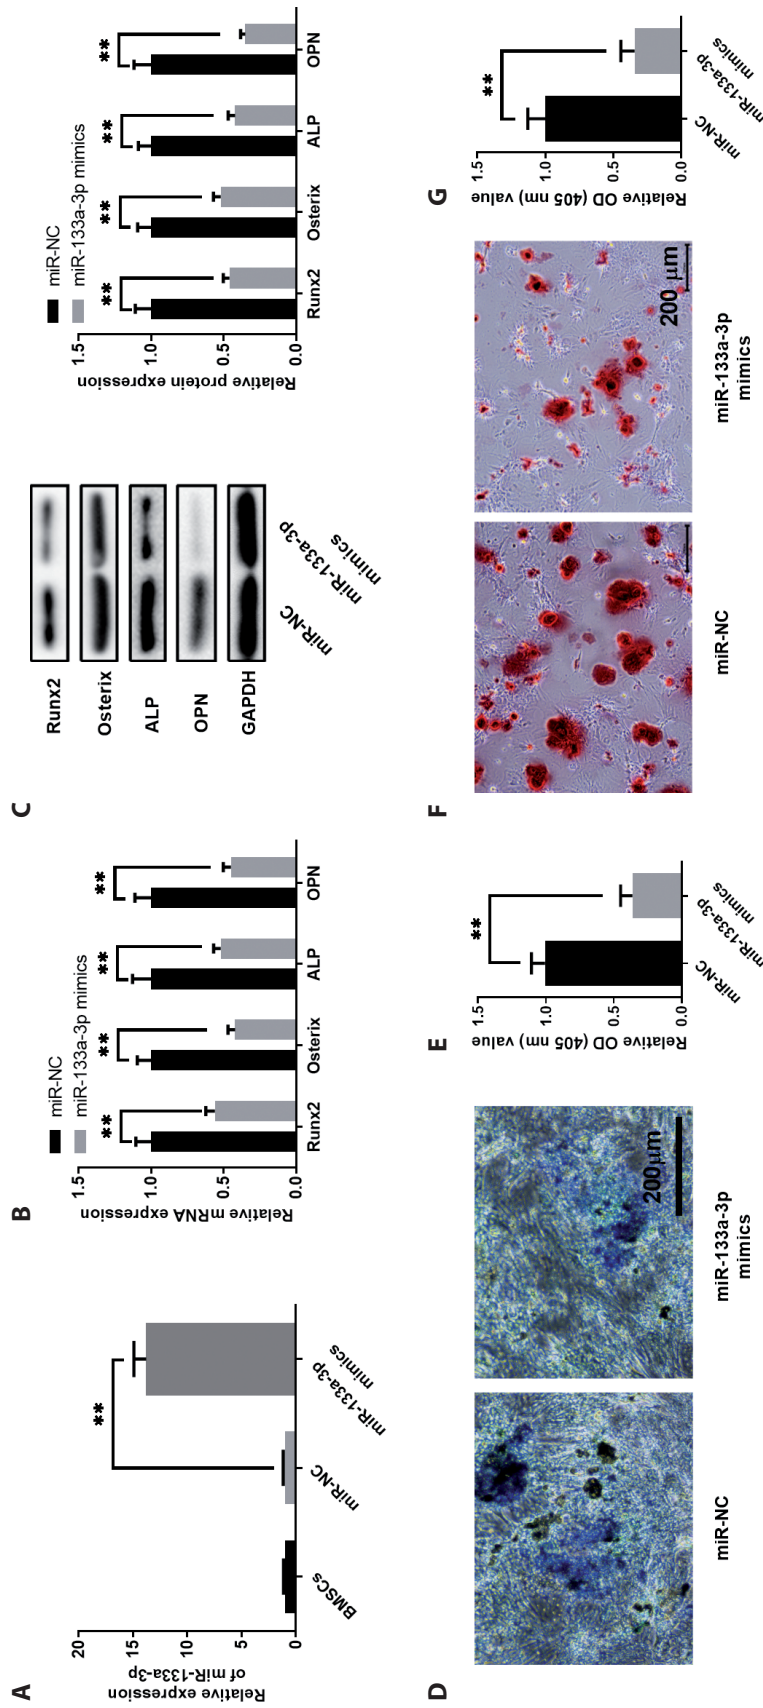 A
Relative expression
of miR-133a-3p
20
15
10
5
0
**
BMSCs
miR-NC
miR-133a-3p
mimics
B
miR-NC
miR-133a-3p mimics
Relative mRNA expression
1.5
1.0
0.5
0.0
**
**
**
**
Runx2
Osterix
ALP
OPN
C
Runx2
Osterix
ALP
OPN
GAPDH
miR-NC
miR-133a-3p
mimics
miR-NC
miR-133a-3p mimics
Relative protein expression
1.5
1.0
0.5
0.0
**
**
**
**
Runx2
Osterix
ALP
OPN
D
200μm
miR-NC
miR-133a-3p
mimics
E
Relative OD (405 nm) value
1.5
1.0
0.5
0.0
**
miR-NC
miR-133a-3p
mimics
F
200 μm
miR-NC
miR-133a-3p
mimics
G
Relative OD (405 nm) value
1.5
1.0
0.5
0.0
**
miR-NC
miR-133a-3p
mimics